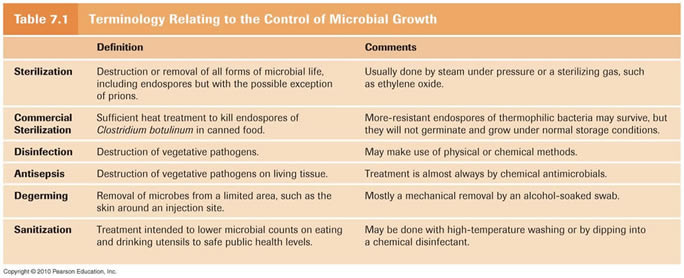 Table 7.1 Terminology Relating to the Control of Microbial Growth
Definition Comments
Sterilization Destruction or removal of all forms of microbial life, Usually done by steam under pressure or a sterilizing gas, such
including endospores but with the possible exception as ethylene oxide.
of prions.
Commercial Sufficient heat treatment to kill endospores of More-resistant endospores of thermophilic bacteria may survive, but
Sterilization Clostridium botulinum in canned food. they will not germinate and grow under normal storage conditions.
Disinfection Destruction of vegetative pathogens. May make use of physical or chemical methods.
Antisepsis Destruction of vegetative pathogens on living tissue. Treatment is almost always by chemical antimicrobials.
Degerming Removal of microbes from a limited area, such as the Mostly a mechanical removal by an alcohol-soaked swab.
skin around an injection site.
Sanitization Treatment intended to lower microbial counts on eating May be done with high-temperature washing or by dipping into
and drinking utensils to safe public health levels. a chemical disinfectant.
Copyright © 2010 Pearson Education, Inc.